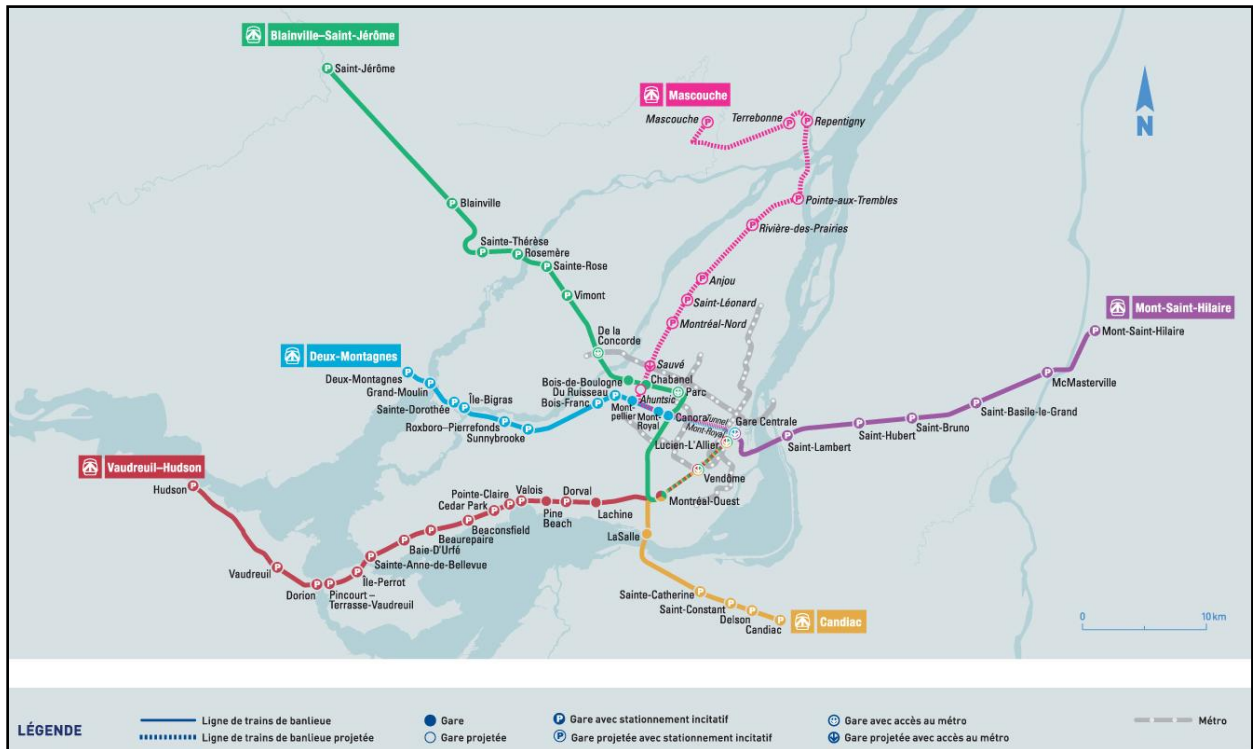 Blainville–Saint-Jérôme
Saint-Jérôme
Blainville
Sainte-Thérèse
Rosemère
Sainte-Rose
Vimont
De la
Concorde
Bois-de-Boulogne
Chabanel
Parc
Mascouche
Mascouche
Terrebonne
Repentigny
Pointe-aux-Trembles
Rivière-des-Prairies
Anjou
Saint-Léonard
Montréal-Nord
Sauvé
Ahuntsic
N
Deux-Montagnes
Deux-Montagnes
Grand-Moulin
Sainte-Dorothée
Île-Bigras
Roxboro–Pierrefonds
Sunnybrooke
Bois-Franc
Du Ruisseau
Mont-
pellier
Mont-
Royal
Canora
Tunnel
Mont-Royal
Gare Centrale
Lucien-L'Allier
Vendôme
Montréal-Ouest
Mont-Saint-Hilaire
Mont-Saint-Hilaire
McMasterville
Saint-Basile-le-Grand
Saint-Bruno
Saint-Hubert
Saint-Lambert
Vaudreuil–Hudson
Hudson
Vaudreuil
Dorion
Pincourt –
Terrasse-Vaudreuil
Île-Perrot
Sainte-Anne-de-Bellevue
Baie-D'Urfé
Beaurepaire
Beaconsfield
Cedar Park
Pointe-Claire
Valois
Pine
Beach
Dorval
Lachine
LaSalle
Sainte-Catherine
Saint-Constant
Delson
Candiac
Candiac
0 10 km
LÉGENDE
Ligne de trains de banlieue
Ligne de trains de banlieue projetée
Gare
Gare projetée
P Gare avec stationnement incitatif
P Gare projetée avec stationnement incitatif
Gare avec accès au métro
Gare projetée avec accès au métro
Métro